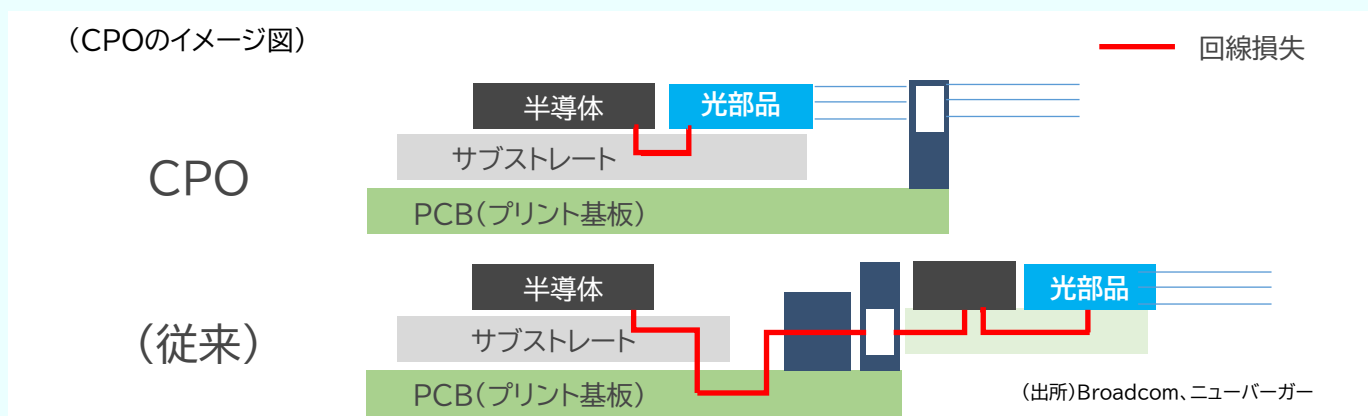 (CPOのイメージ図)
回線損失
半導体
光部品
サブストレート
CPO
PCB(プリント基板)
半導体
光部品
サブストレート
(従来)
PCB(プリント基板)
(出所)Broadcom、ニューバーガー